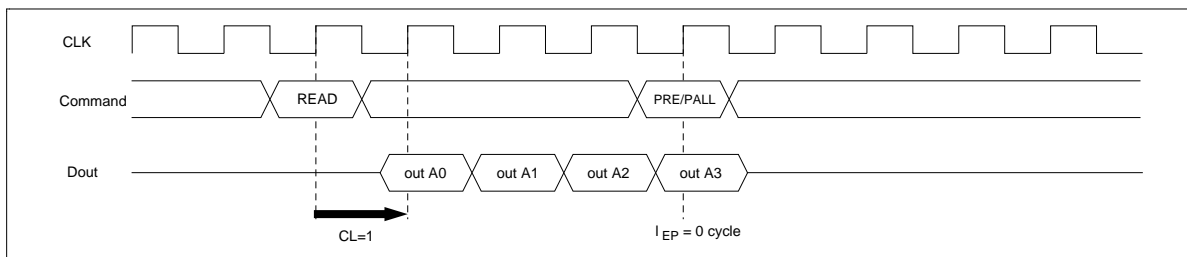 CLK
Command READ PRE/PALL
Dout out A0 out A1 out A2 out A3
CL=1 l EP = 0 cycle